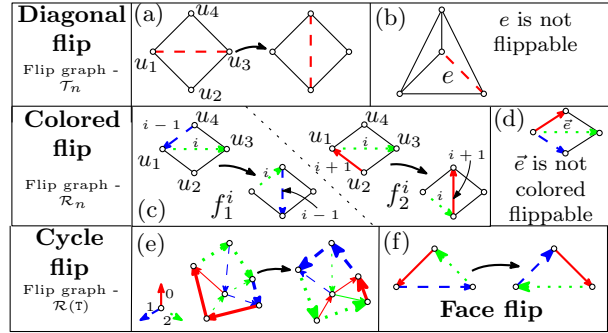 Diagonal
flip
Flip graph -
𝒯ₙ
(a)
u₄
u₁
u₃
u₂
(b)
e is not
flippable
e
Colored
flip
Flip graph -
ℛₙ
i − 1
u₄
u₁
i
u₃
u₂
(c)
f₁ⁱ
i
i − 1
u₄
u₁
i
u₃
i + 1
u₂
f₂ⁱ
i + 1
i
(d)
e⃗
e⃗ is not
colored
flippable
Cycle
flip
Flip graph -
ℛ(T)
(e)
0
1
2
(f)
Face flip